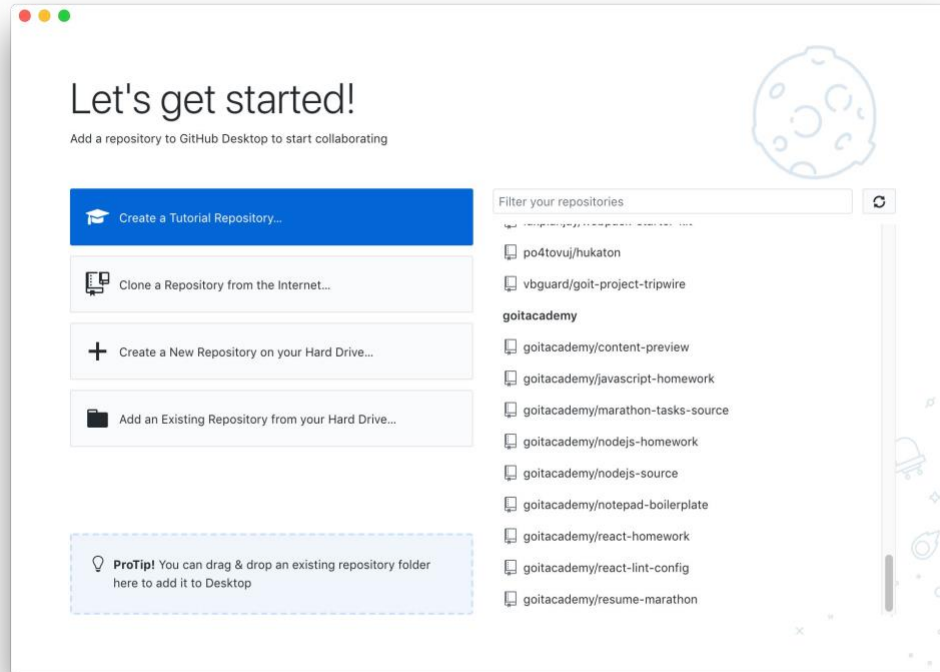 Let's get started!
Add a repository to GitHub Desktop to start collaborating
Create a Tutorial Repository...
Clone a Repository from the Internet...
Create a New Repository on your Hard Drive...
Add an Existing Repository from your Hard Drive...
ProTip! You can drag & drop an existing repository folder
here to add it to Desktop
Filter your repositories
po4tovuj/hukaton
vbguard/goit-project-tripwire
goitacademy
goitacademy/content-preview
goitacademy/javascript-homework
goitacademy/marathon-tasks-source
goitacademy/nodejs-homework
goitacademy/nodejs-source
goitacademy/notepad-boilerplate
goitacademy/react-homework
goitacademy/react-lint-config
goitacademy/resume-marathon